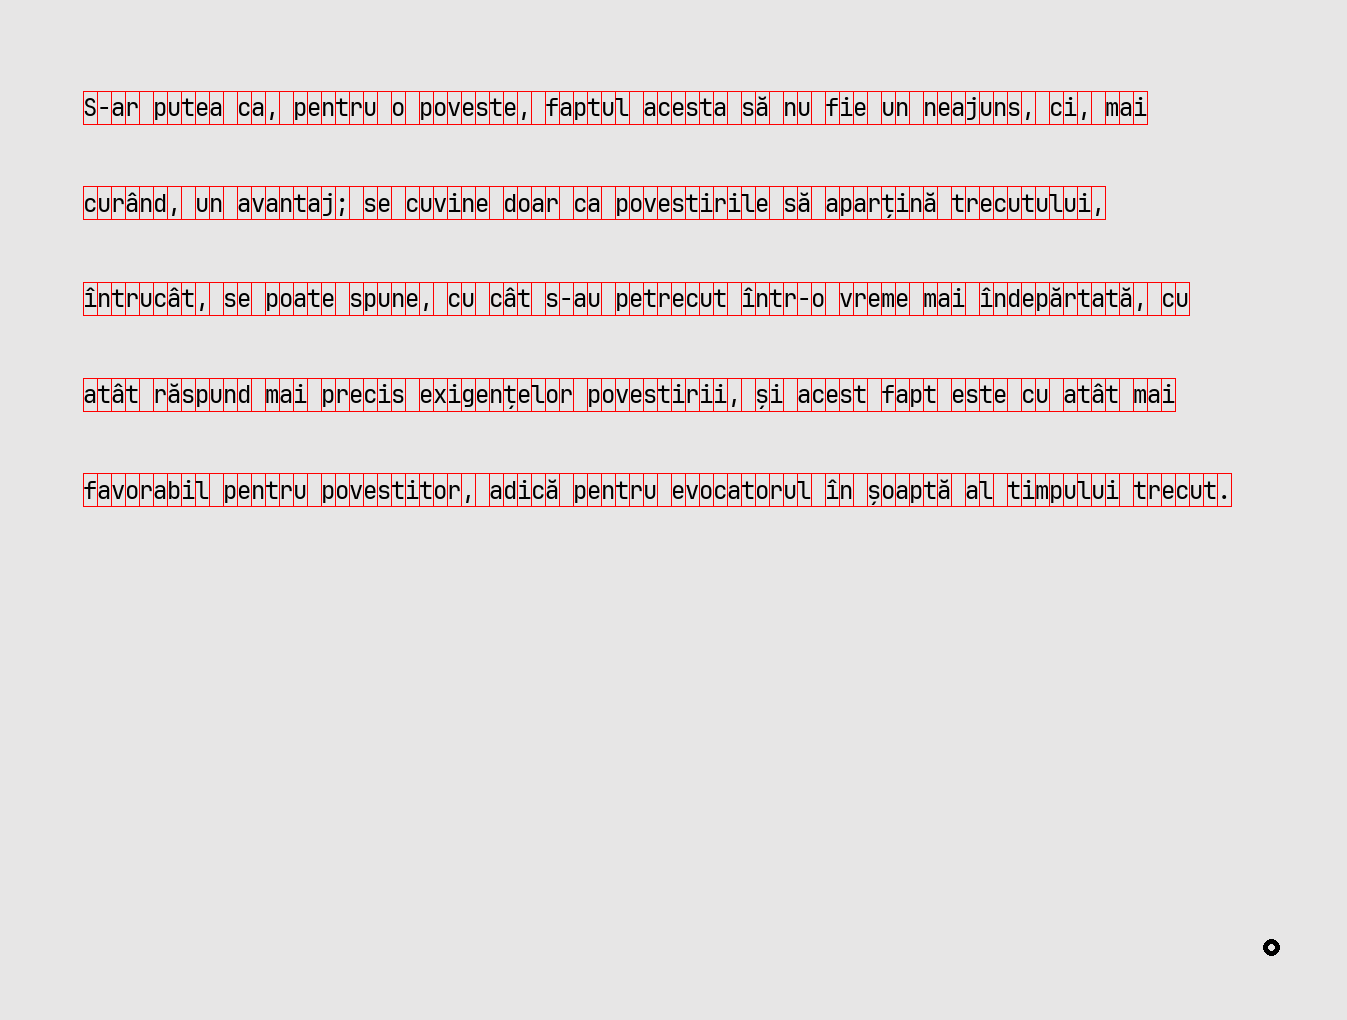 S-ar putea ca, pentru o poveste, faptul acesta să nu fie un neajuns, ci, mai
curând, un avantaj; se cuvine doar ca povestirile să aparțină trecutului,
întrucât, se poate spune, cu cât s-au petrecut într-o vreme mai îndepărtată, cu
atât răspund mai precis exigențelor povestirii, și acest fapt este cu atât mai
favorabil pentru povestitor, adică pentru evocatorul în șoaptă al timpului trecut.